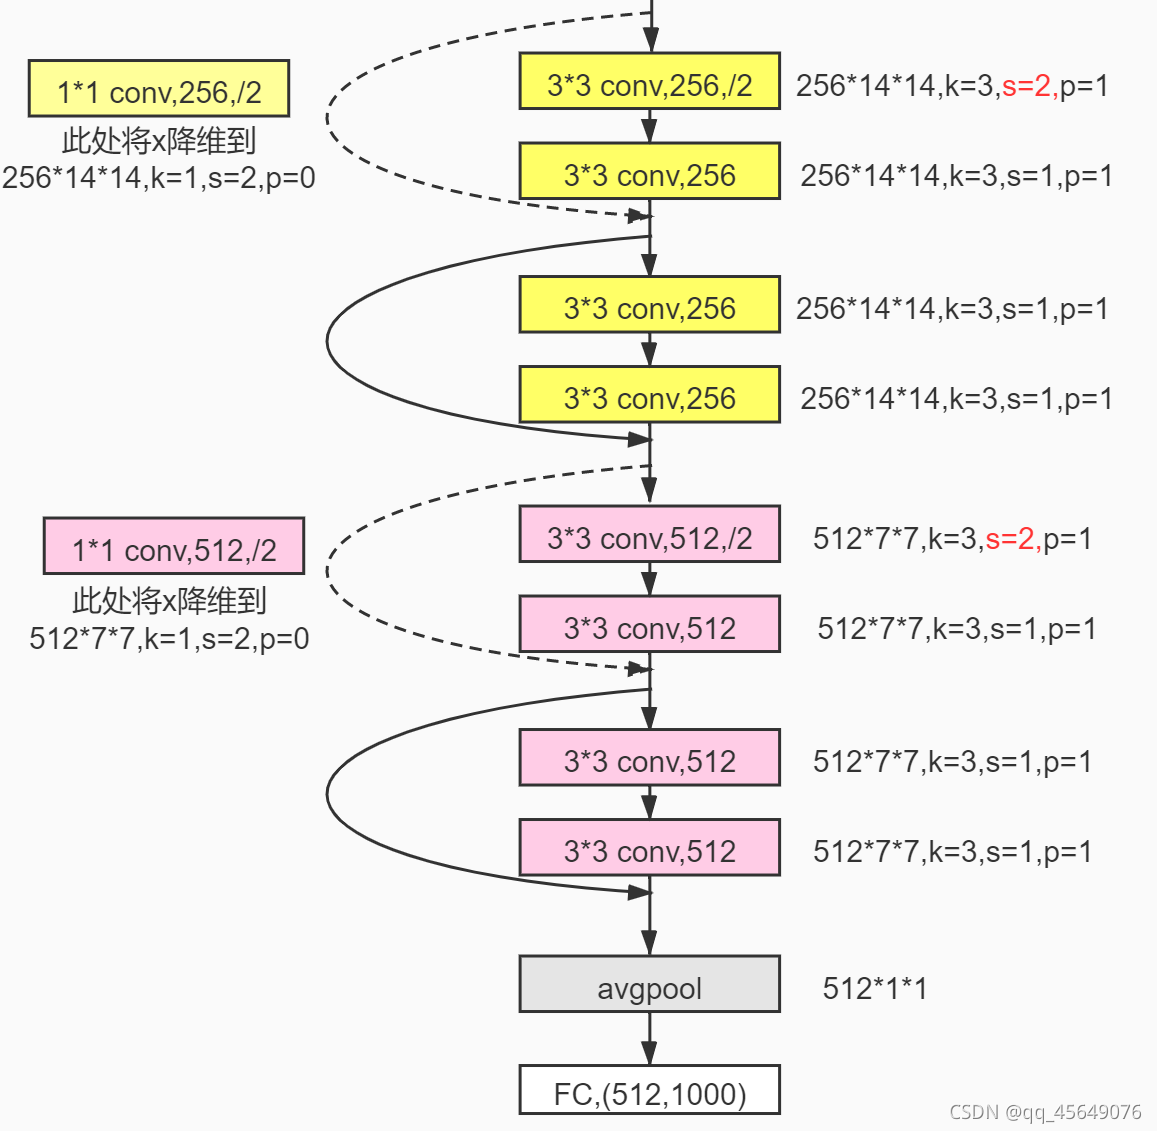 3*3 conv,256,/2
256*14*14,k=3,s=2,p=1
1*1 conv,256,/2
此处将x降维到
256*14*14,k=1,s=2,p=0
3*3 conv,256
256*14*14,k=3,s=1,p=1
3*3 conv,256
256*14*14,k=3,s=1,p=1
3*3 conv,256
256*14*14,k=3,s=1,p=1
3*3 conv,512,/2
512*7*7,k=3,s=2,p=1
1*1 conv,512,/2
此处将x降维到
512*7*7,k=1,s=2,p=0
3*3 conv,512
512*7*7,k=3,s=1,p=1
3*3 conv,512
512*7*7,k=3,s=1,p=1
3*3 conv,512
512*7*7,k=3,s=1,p=1
avgpool
512*1*1
FC,(512,1000)
CSDN @qq_45649076